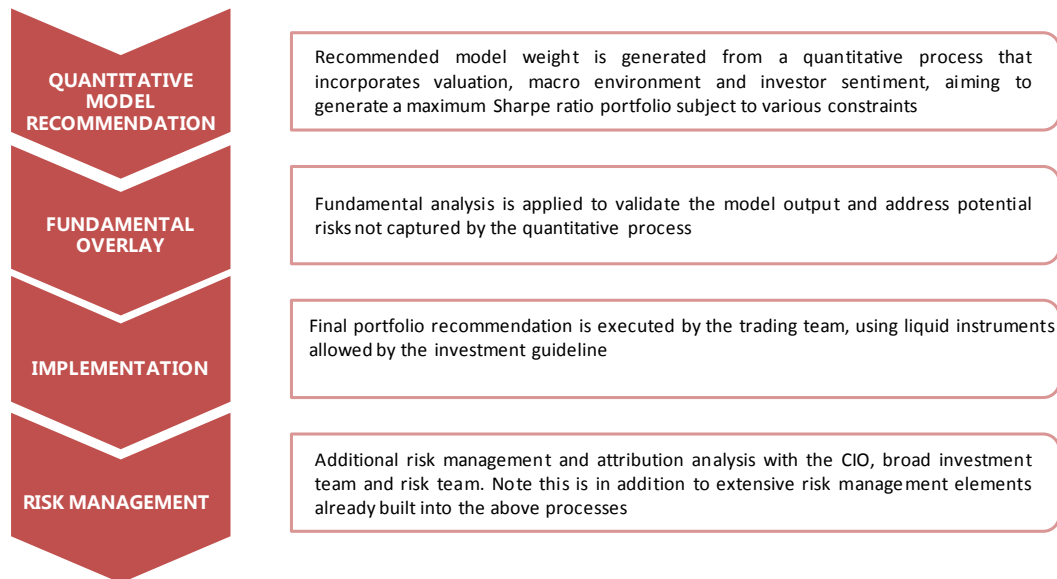 QUANTITATIVE
MODEL
RECOMMENDATION
Recommended model weight is generated from a quantitative process that
incorporates valuation, macro environment and investor sentiment, aiming to
generate a maximum Sharpe ratio portfolio subject to various constraints
FUNDAMENTAL
OVERLAY
Fundamental analysis is applied to validate the model output and address potential
risks not captured by the quantitative process
IMPLEMENTATION
Final portfolio recommendation is executed by the trading team, using liquid instruments
allowed by the investment guideline
RISK MANAGEMENT
Additional risk management and attribution analysis with the CIO, broad investment
team and risk team. Note this is in addition to extensive risk management elements
already built into the above processes